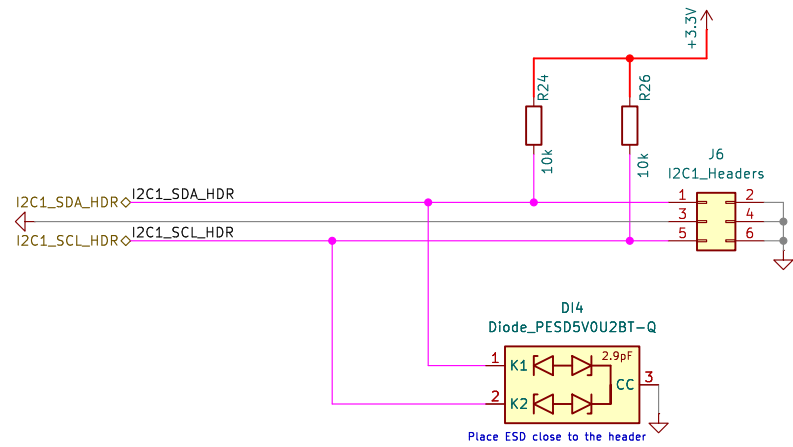 +3.3V
R24
R26
10k
10k
J6
I2C1_Headers
I2C1_SDA_HDR
I2C1_SDA_HDR
1
2
3
4
I2C1_SCL_HDR
I2C1_SCL_HDR
5
6
DI4
Diode_PESD5V0U2BT-Q
2.9pF
1
K1
CC
3
2
K2
Place ESD close to the header